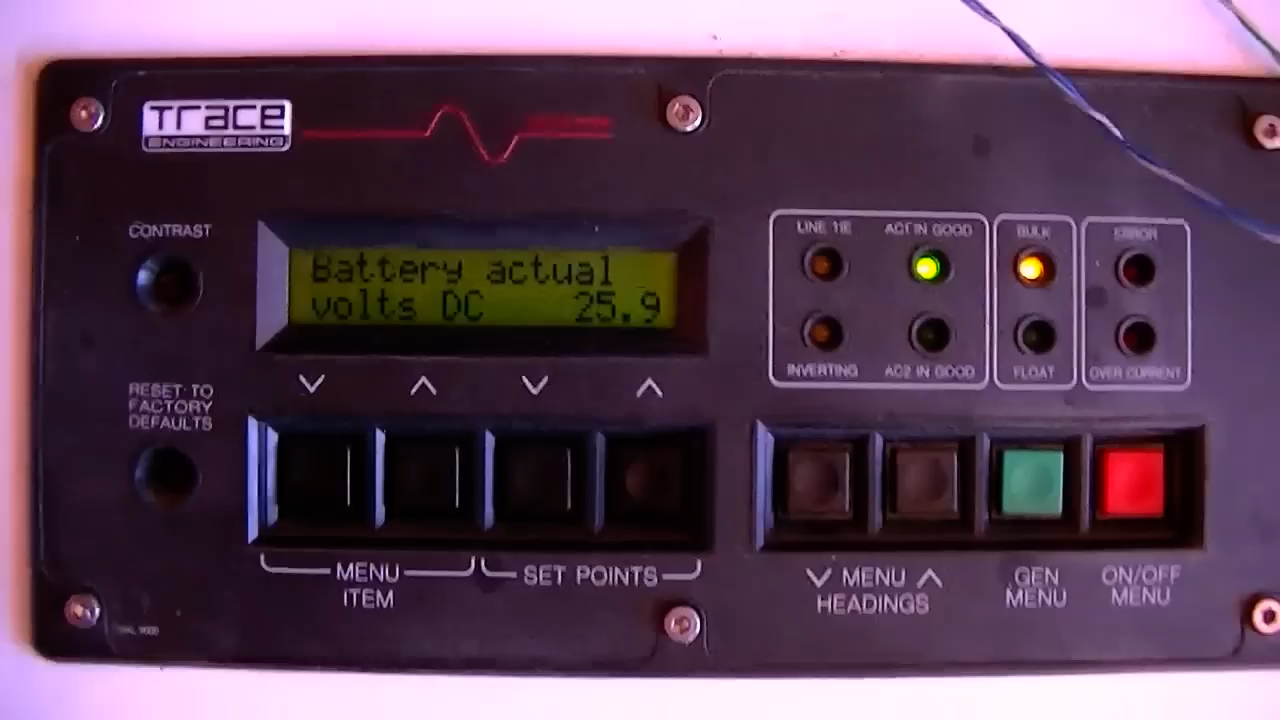 Trace
ENGINEERING
CONTRAST
Battery actual
volts DC 25.9
LINE TIE
AC1 IN GOOD
BULK
ERROR
INVERTING
AC2 IN GOOD
FLOAT
OVER CURRENT
RESET TO
FACTORY
DEFAULTS
MENU
ITEM
SET POINTS
MENU
HEADINGS
GEN
MENU
ON/OFF
MENU